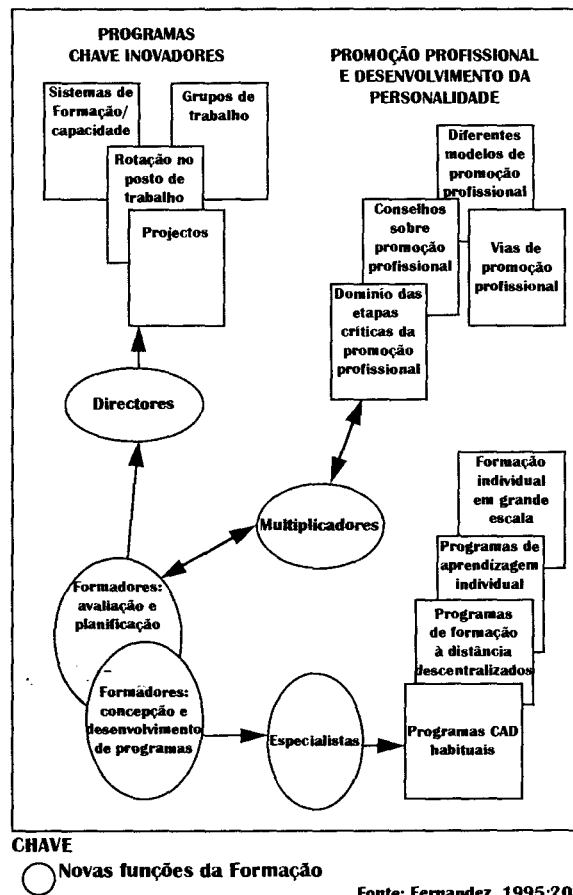 PROGRAMAS
CHAVE INOVADORES
PROMOÇÃO PROFISSIONAL
E DESENVOLVIMENTO DA
PERSONALIDADE
Sistemas de
Formação/
capacidade
Grupos de
trabalho
Rotação no
posto de
trabalho
Projectos
Diferentes
modelos de
promoção
profissional
Conselhos
sobre
promoção
profissional
Vias de
promoção
profissional
Domínio das
etapas
críticas da
promoção
profissional
Directores
Multiplicadores
Formação
individual
em grande
escala
Programas de
aprendizagem
individual
Programas
de formação
à distância
descentralizados
Programas CAD
habituais
Formadores:
avaliação e
planificação
Formadores:
concepção e
desenvolvimento
de programas
Especialistas
CHAVE
Novas funções da Formação
Fonte: Fernandez, 1995:20